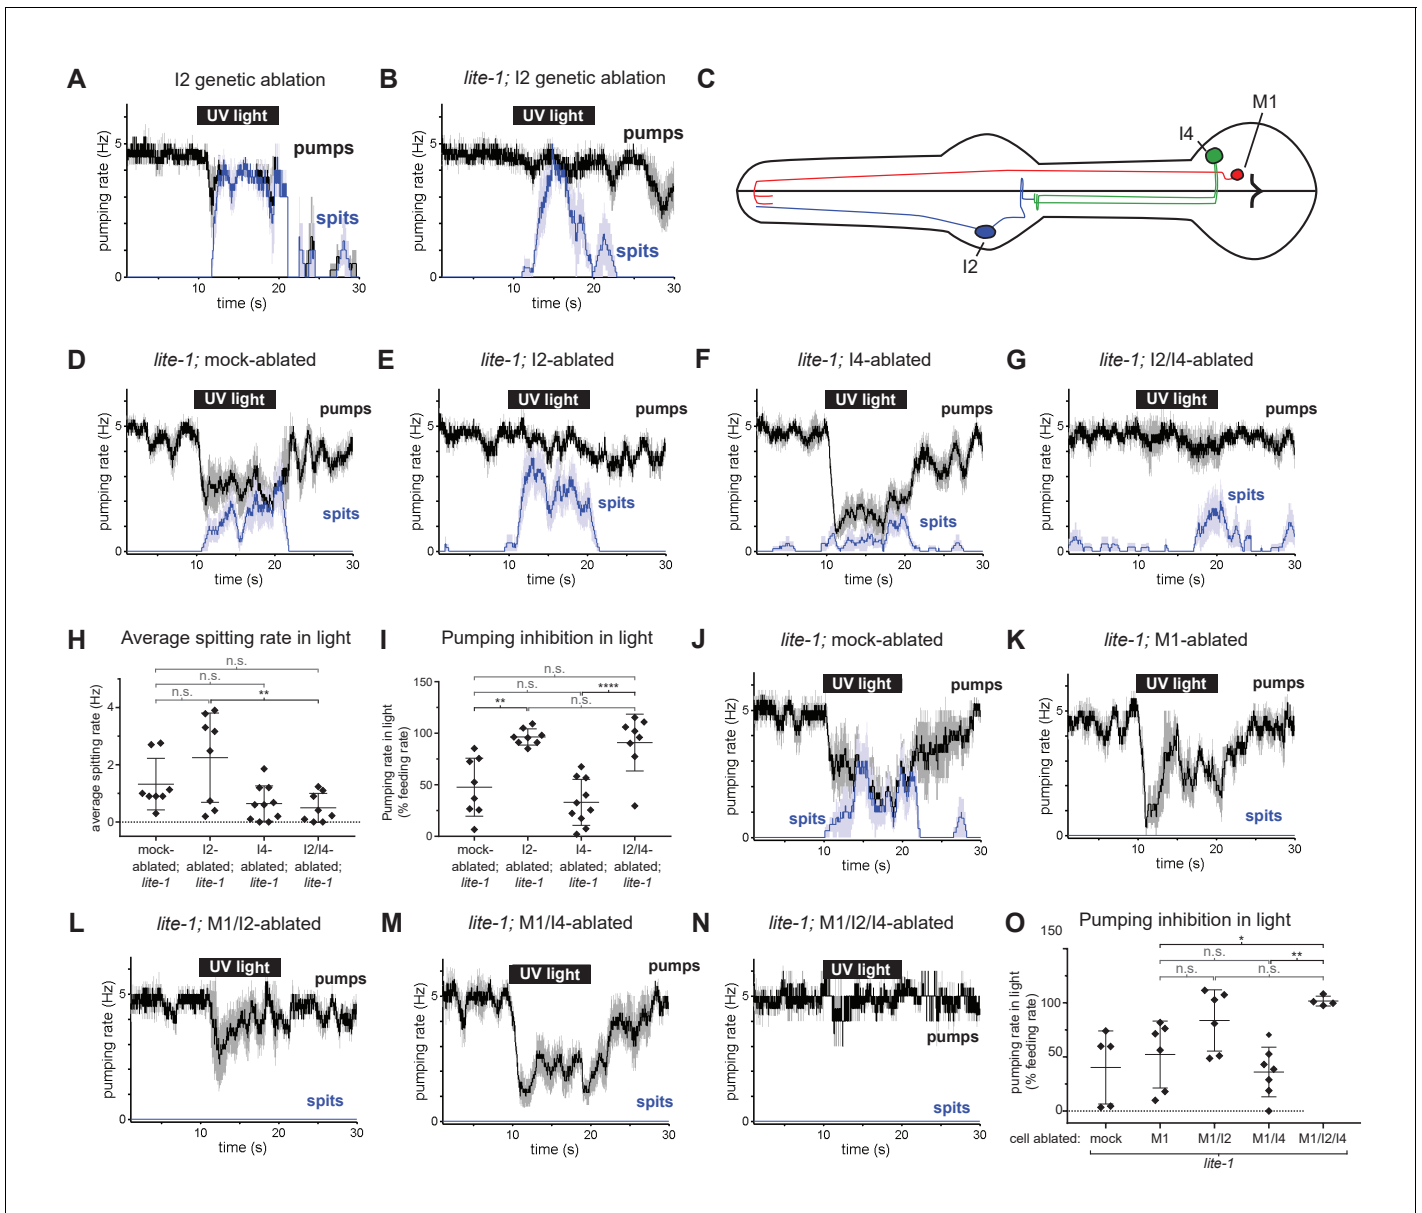 A
I2 genetic ablation
UV light
pumps
spits
pumping rate (Hz)
5
0
10
20
30
time (s)
B
lite-1; I2 genetic ablation
UV light
pumps
spits
pumping rate (Hz)
5
0
10
20
30
time (s)
C
M1
I4
I2
D
lite-1; mock-ablated
UV light
pumps
spits
pumping rate (Hz)
5
0
10
20
30
time (s)
E
lite-1; I2-ablated
UV light
pumps
spits
pumping rate (Hz)
5
0
10
20
30
time (s)
F
lite-1; I4-ablated
UV light
pumps
spits
pumping rate (Hz)
5
0
10
20
30
time (s)
G
lite-1; I2/I4-ablated
UV light
pumps
spits
pumping rate (Hz)
5
0
10
20
30
time (s)
H
Average spitting rate in light
n.s.
n.s.
n.s.
**
average spitting rate (Hz)
4
2
0
mock-ablated; lite-1
I2-ablated; lite-1
I4-ablated; lite-1
I2/I4-ablated; lite-1
I
Pumping inhibition in light
n.s.
n.s.
****
**
n.s.
Pumping rate in light
(% feeding rate)
150
100
50
0
mock-ablated; lite-1
I2-ablated; lite-1
I4-ablated; lite-1
I2/I4-ablated; lite-1
J
lite-1; mock-ablated
UV light
pumps
spits
pumping rate (Hz)
5
0
10
20
30
time (s)
K
lite-1; M1-ablated
UV light
pumps
spits
pumping rate (Hz)
5
0
10
20
30
time (s)
L
lite-1; M1/I2-ablated
UV light
pumps
spits
pumping rate (Hz)
5
0
10
20
30
time (s)
M
lite-1; M1/I4-ablated
UV light
pumps
spits
pumping rate (Hz)
5
0
10
20
30
time (s)
N
lite-1; M1/I2/I4-ablated
UV light
pumps
spits
pumping rate (Hz)
5
0
10
20
30
time (s)
O
Pumping inhibition in light
*
n.s.
**
n.s.
n.s.
pumping rate in light
(% feeding rate)
150
100
50
0
cell ablated: mock M1 M1/I2 M1/I4 M1/I2/I4
lite-1